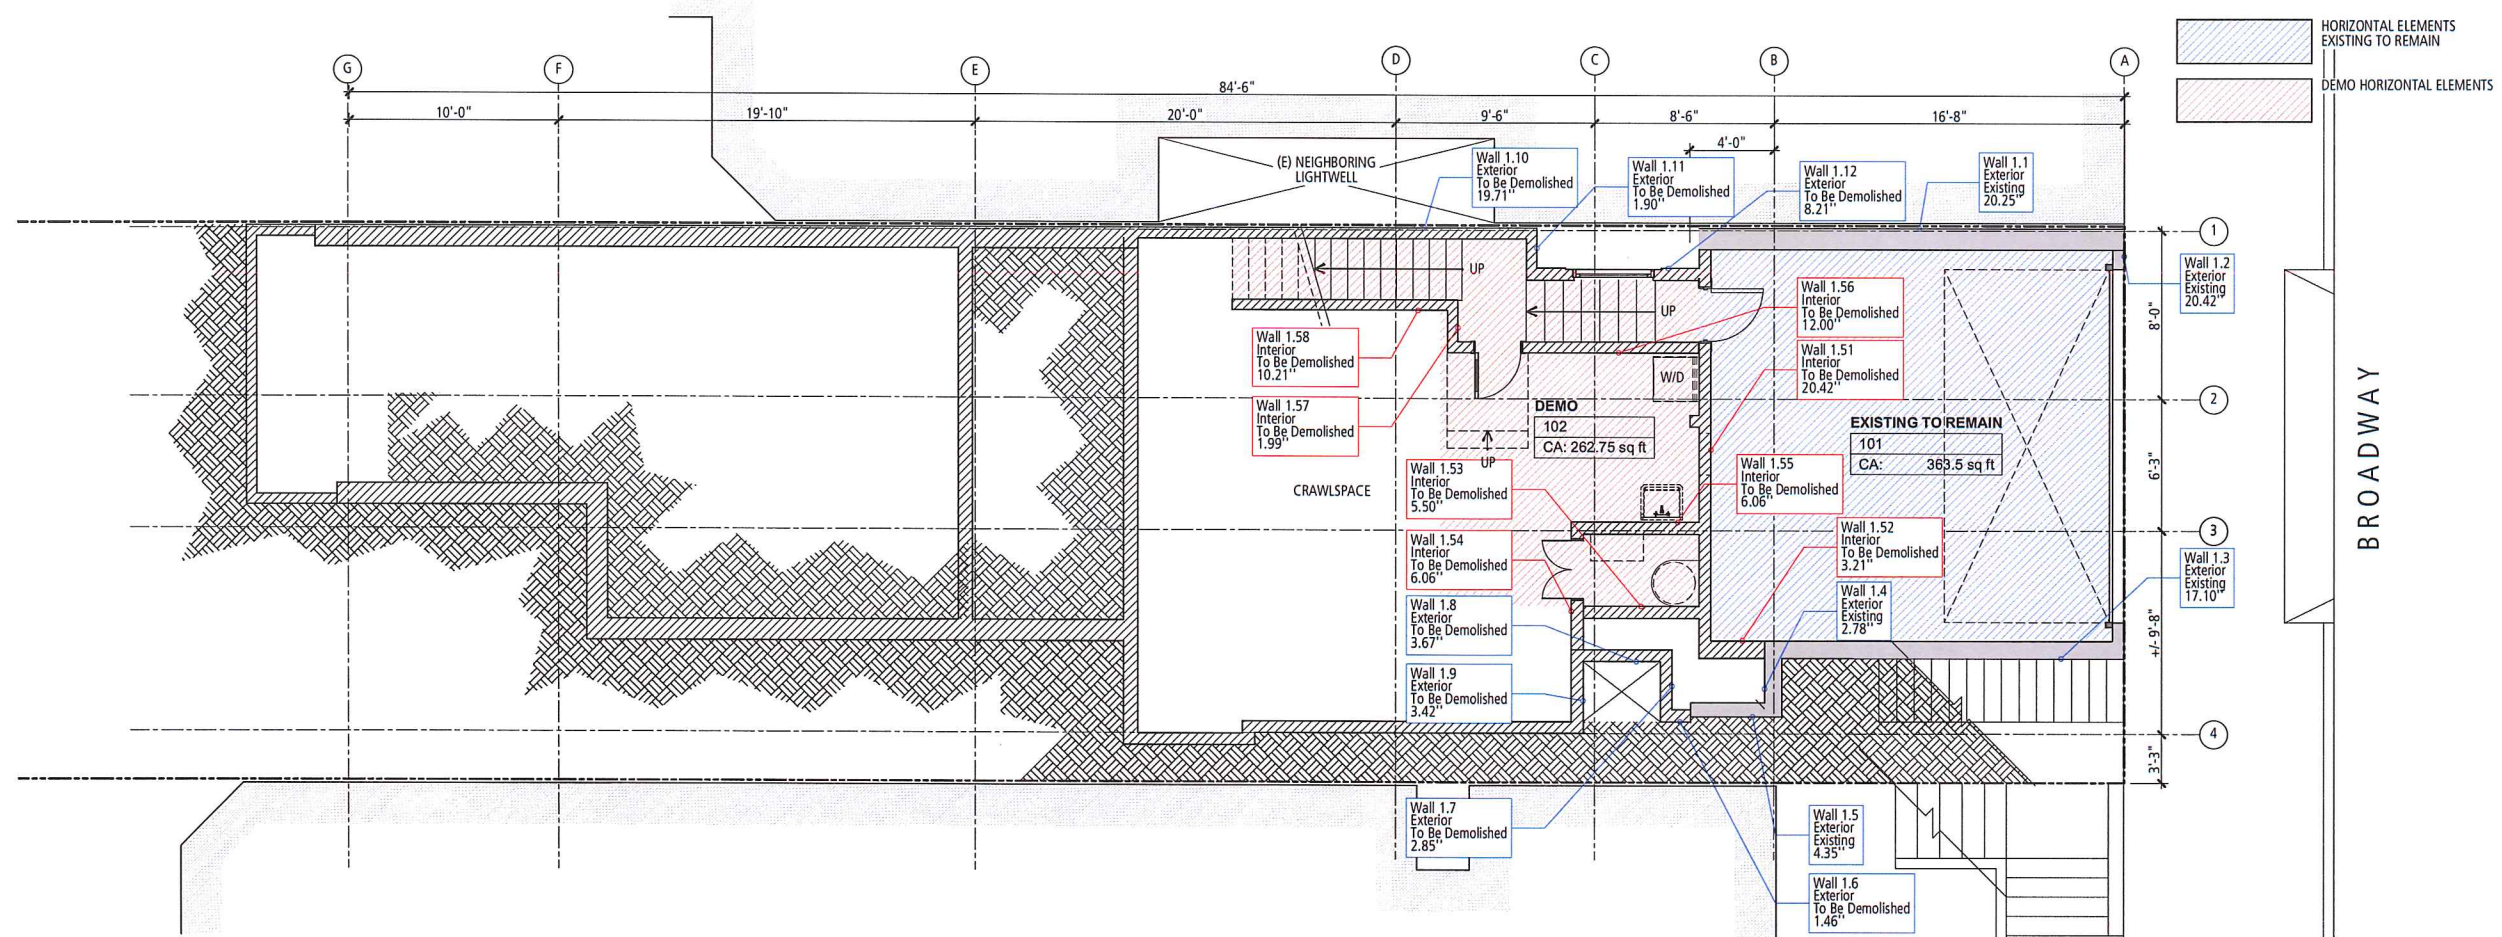 HORIZONTAL ELEMENTS
EXISTING TO REMAIN
DEMO HORIZONTAL ELEMENTS
G
F
E
D
C
B
A
84'-6"
10'-0"
19'-10"
20'-0"
9'-6"
8'-6"
16'-8"
4'-0"
(E) NEIGHBORING
LIGHTWELL
Wall 1.10
Exterior
To Be Demolished
19.71''
Wall 1.11
Exterior
To Be Demolished
1.90''
Wall 1.12
Exterior
To Be Demolished
8.21''
Wall 1.1
Exterior
Existing
20.25''
1
Wall 1.2
Exterior
Existing
20.42''
8'-0"
UP
UP
Wall 1.56
Interior
To Be Demolished
12.00''
Wall 1.58
Interior
To Be Demolished
10.21''
Wall 1.51
Interior
To Be Demolished
20.42''
W/D
2
Wall 1.57
Interior
To Be Demolished
1.99''
DEMO
102
CA: 262.75 sq ft
EXISTING TO REMAIN
101
CA: 363.5 sq ft
BROADWAY
UP
6'-3"
CRAWLSPACE
Wall 1.53
Interior
To Be Demolished
5.50''
Wall 1.55
Interior
To Be Demolished
6.06''
3
Wall 1.54
Interior
To Be Demolished
6.06''
Wall 1.52
Interior
To Be Demolished
3.21''
Wall 1.3
Exterior
Existing
17.10''
Wall 1.8
Exterior
To Be Demolished
3.67''
Wall 1.4
Exterior
Existing
2.78''
+/- 9'-8"
Wall 1.9
Exterior
To Be Demolished
3.42''
4
3'-3"
Wall 1.7
Exterior
To Be Demolished
2.85''
Wall 1.5
Exterior
Existing
4.35''
Wall 1.6
Exterior
To Be Demolished
1.46''